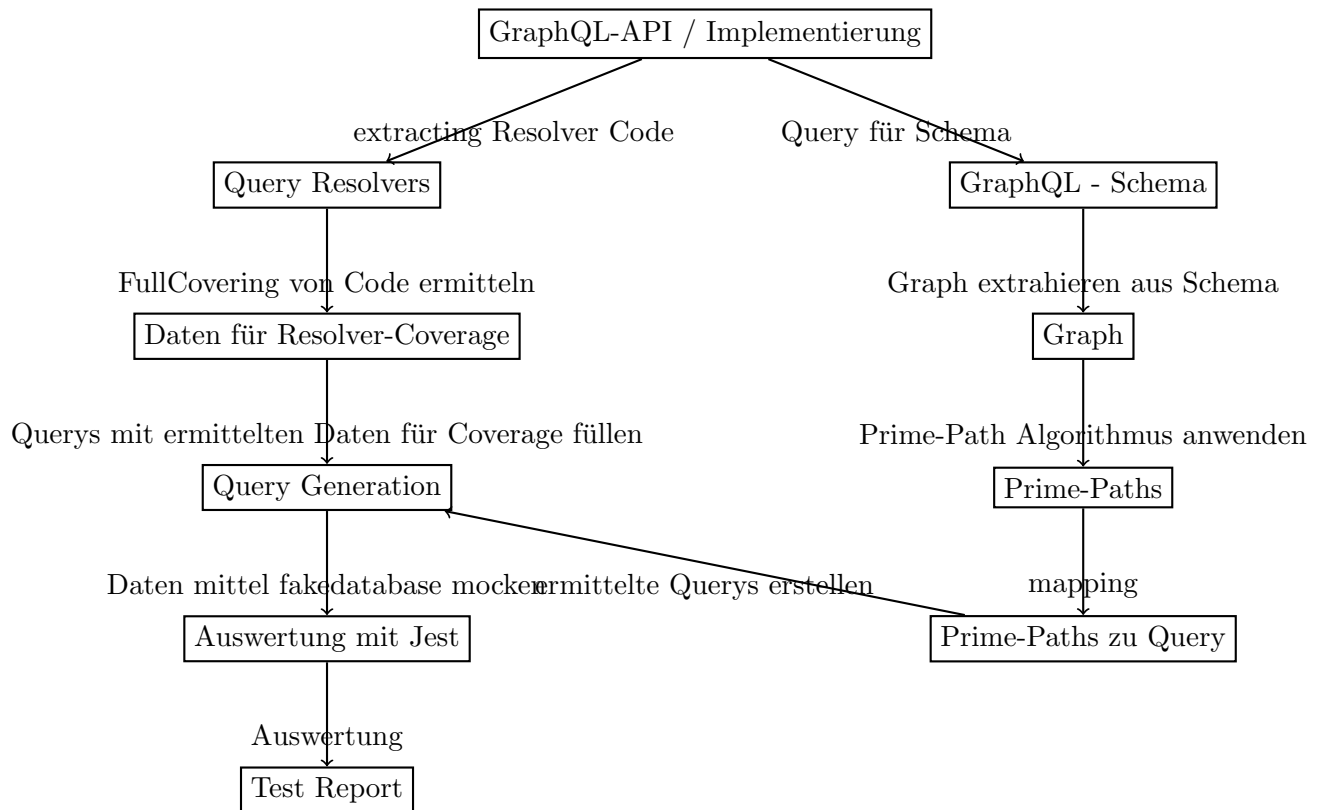 GraphQL-API / Implementierung
extracting Resolver Code
Query für Schema
Query Resolvers
GraphQL - Schema
FullCovering von Code ermitteln
Graph extrahieren aus Schema
Daten für Resolver-Coverage
Graph
Querys mit ermittelten Daten für Coverage füllen
Prime-Path Algorithmus anwenden
Query Generation
Prime-Paths
Daten mittel fakedatabase mocken
ermittelte Querys erstellen
mapping
Auswertung mit Jest
Prime-Paths zu Query
Auswertung
Test Report